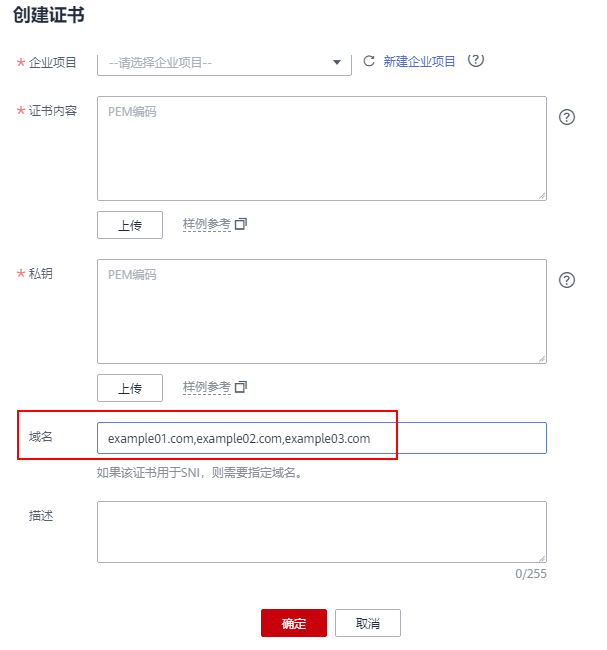 创建证书
* 企业项目 --请选择企业项目-- 新建企业项目 ?
* 证书内容 PEM编码 ?
上传 样例参考
* 私钥 PEM编码 ?
上传 样例参考
域名 example01.com,example02.com,example03.com
如果该证书用于SNI，则需要指定域名。
描述
0/255
确定 取消